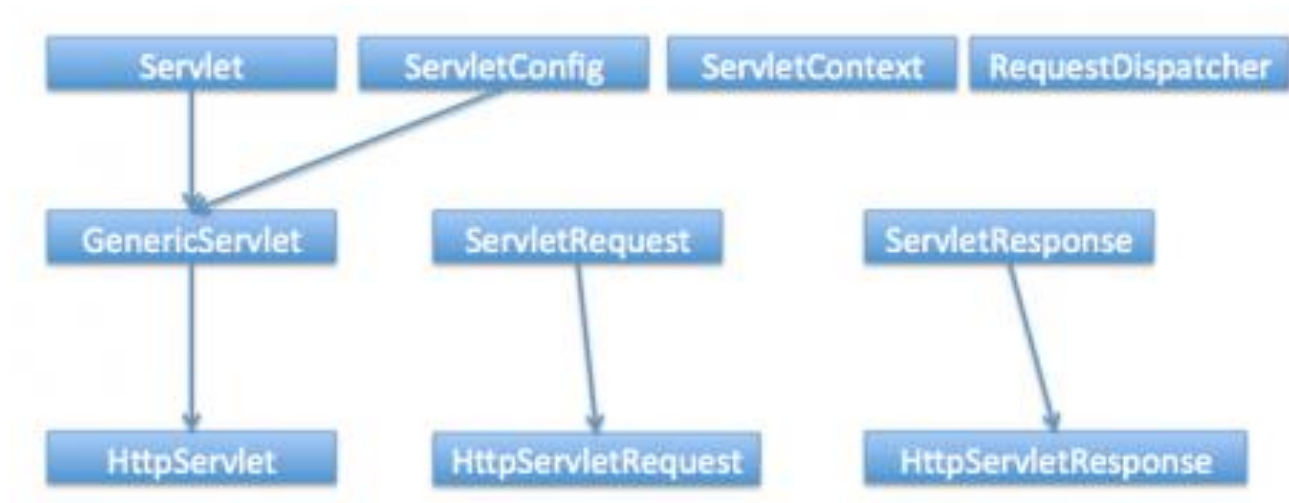 Servlet
ServletConfig
ServletContext
RequestDispatcher
GenericServlet
ServletRequest
ServletResponse
HttpServlet
HttpServletRequest
HttpServletResponse